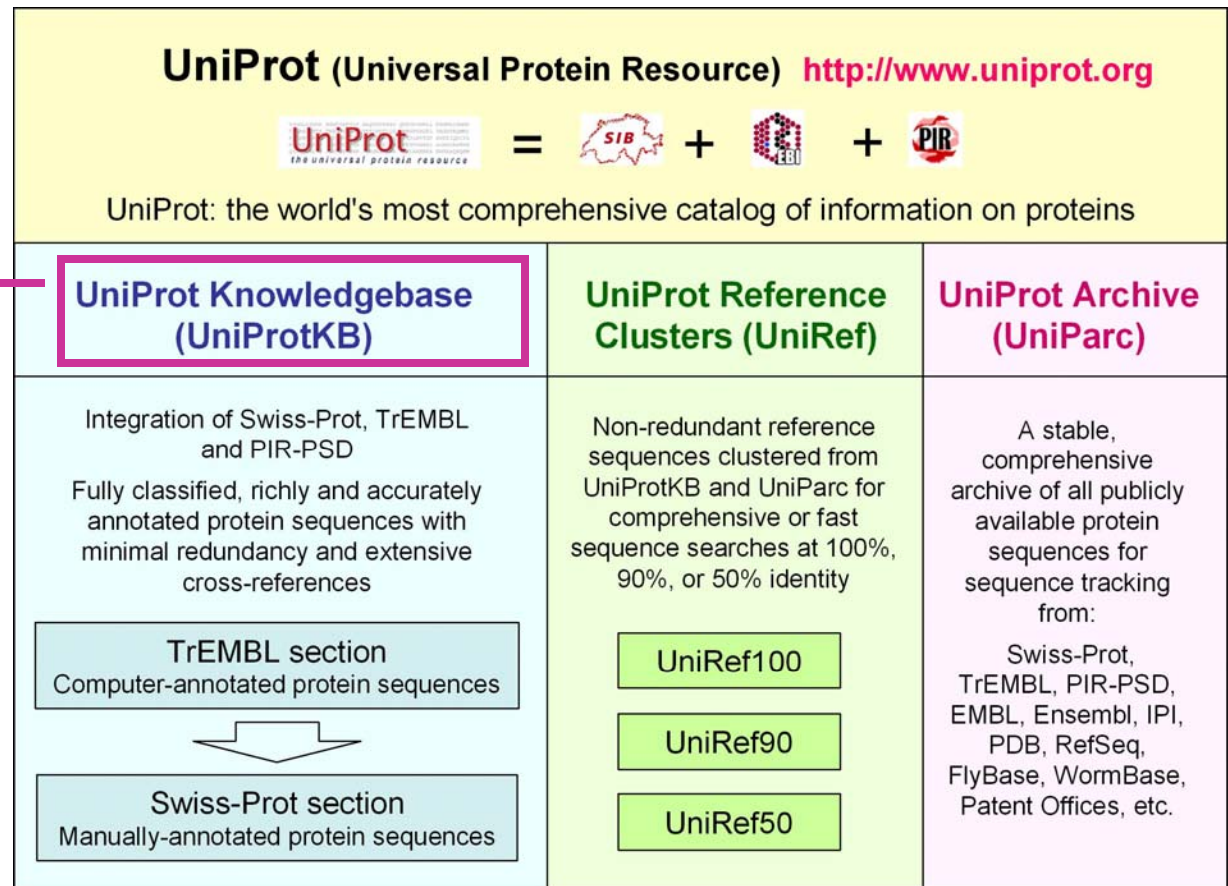 UniProt (Universal Protein Resource) http://www.uniprot.org
UniProt
the universal protein resource
=
SIB
+
EBI
+
PIR
UniProt: the world's most comprehensive catalog of information on proteins
UniProt Knowledgebase
(UniProtKB)
Integration of Swiss-Prot, TrEMBL
and PIR-PSD
Fully classified, richly and accurately
annotated protein sequences with
minimal redundancy and extensive
cross-references
TrEMBL section
Computer-annotated protein sequences
Swiss-Prot section
Manually-annotated protein sequences
UniProt Reference
Clusters (UniRef)
Non-redundant reference
sequences clustered from
UniProtKB and UniParc for
comprehensive or fast
sequence searches at 100%,
90%, or 50% identity
UniRef100
UniRef90
UniRef50
UniProt Archive
(UniParc)
A stable,
comprehensive
archive of all publicly
available protein
sequences for
sequence tracking
from:
Swiss-Prot,
TrEMBL, PIR-PSD,
EMBL, Ensembl, IPI,
PDB, RefSeq,
FlyBase, WormBase,
Patent Offices, etc.